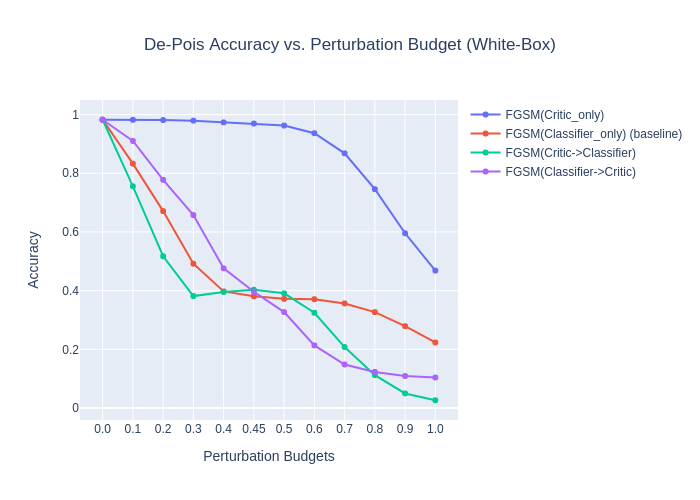 De-Pois Accuracy vs. Perturbation Budget (White-Box)
1
0.8
0.6
0.4
0.2
0
Accuracy
0.0 0.1 0.2 0.3 0.4 0.45 0.5 0.6 0.7 0.8 0.9 1.0
Perturbation Budgets
FGSM(Critic_only)
FGSM(Classifier_only) (baseline)
FGSM(Critic->Classifier)
FGSM(Classifier->Critic)